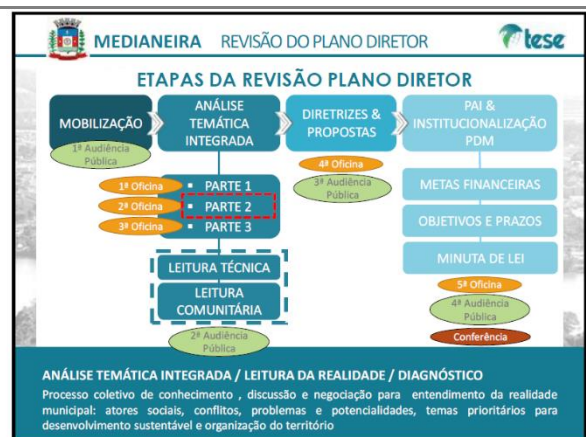 MEDIANEIRA REVISÃO DO PLANO DIRETOR
tese
ETAPAS DA REVISÃO PLANO DIRETOR
MOBILIZAÇÃO
1ª Audiência
Pública
ANÁLISE
TEMÁTICA
INTEGRADA
1ª Oficina
▪ PARTE 1
2ª Oficina
▪ PARTE 2
3ª Oficina
▪ PARTE 3
LEITURA TÉCNICA
LEITURA
COMUNITÁRIA
2ª Audiência
Pública
DIRETRIZES &
PROPOSTAS
4ª Oficina
3ª Audiência
Pública
PAI &
INSTITUCIONALIZAÇÃO
PDM
METAS FINANCEIRAS
OBJETIVOS E PRAZOS
MINUTA DE LEI
5ª Oficina
4ª Audiência
Pública
Conferência
ANÁLISE TEMÁTICA INTEGRADA / LEITURA DA REALIDADE / DIAGNÓSTICO
Processo coletivo de conhecimento , discussão e negociação para entendimento da realidade
municipal: atores sociais, conflitos, problemas e potencialidades, temas prioritários para
desenvolvimento sustentável e organização do território